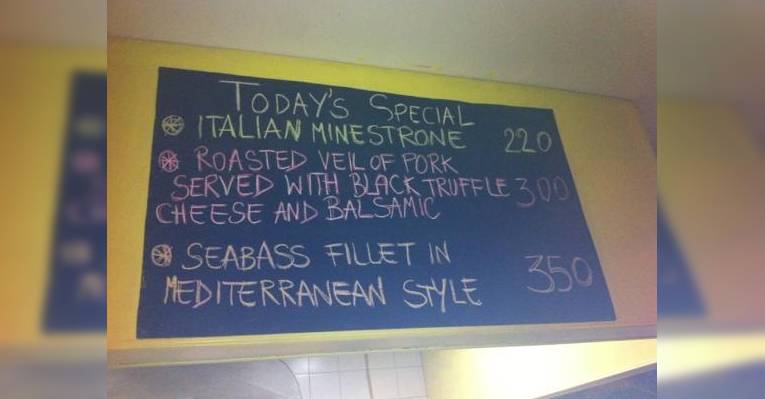 TODAY'S SPECIAL
ITALIAN MINESTRONE 220
ROASTED VEIL OF PORK
SERVED WITH BLACK TRUFFLE 300
CHEESE AND BALSAMIC
SEABASS FILLET IN
MEDITERRANEAN STYLE 350